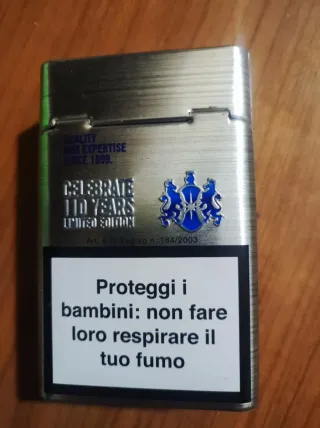 QUALITY
AND EXPERTISE
SINCE 1899.
CELEBRATE
110 YEARS
LIMITED EDITION
Proteggi i
bambini: non fare
loro respirare il
tuo fumo